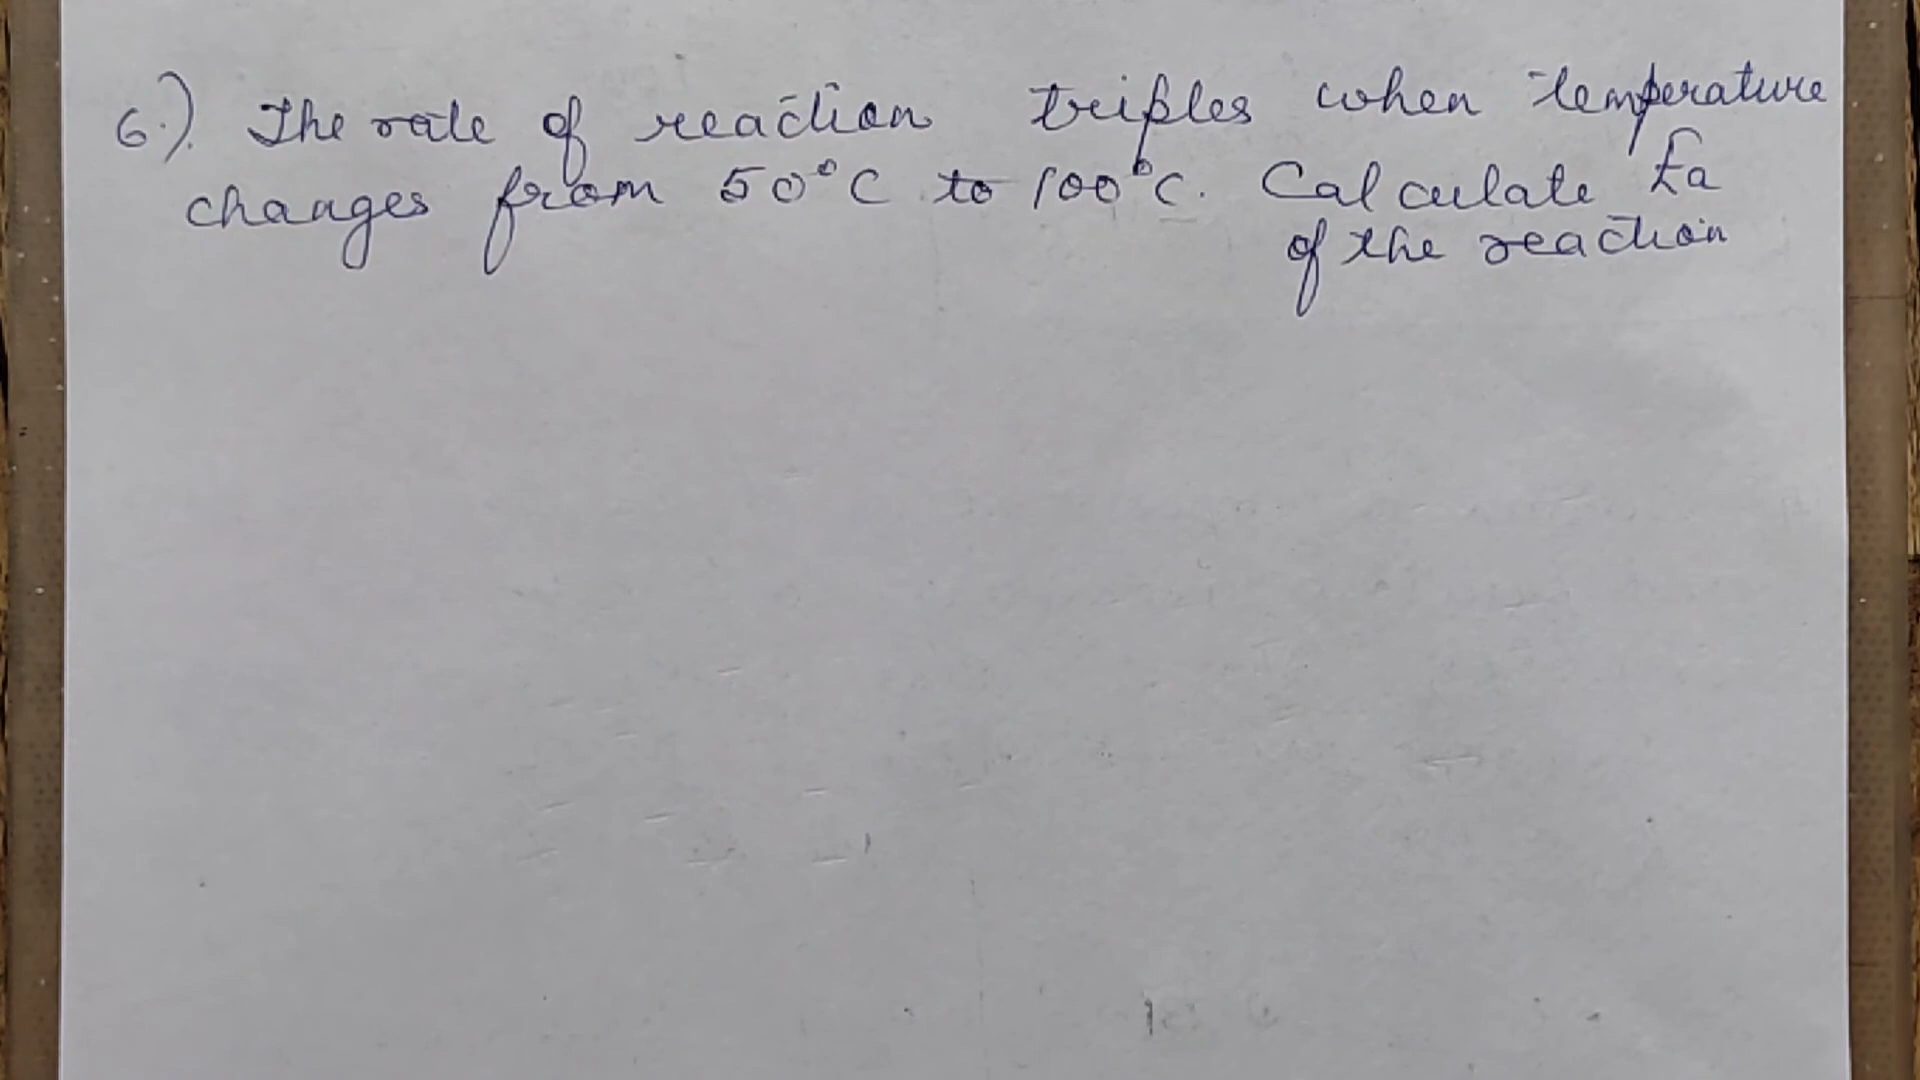 6.). The rate of reaction triples when temperature
changes from 50°C to 100°C. Calculate Ea
of the reaction